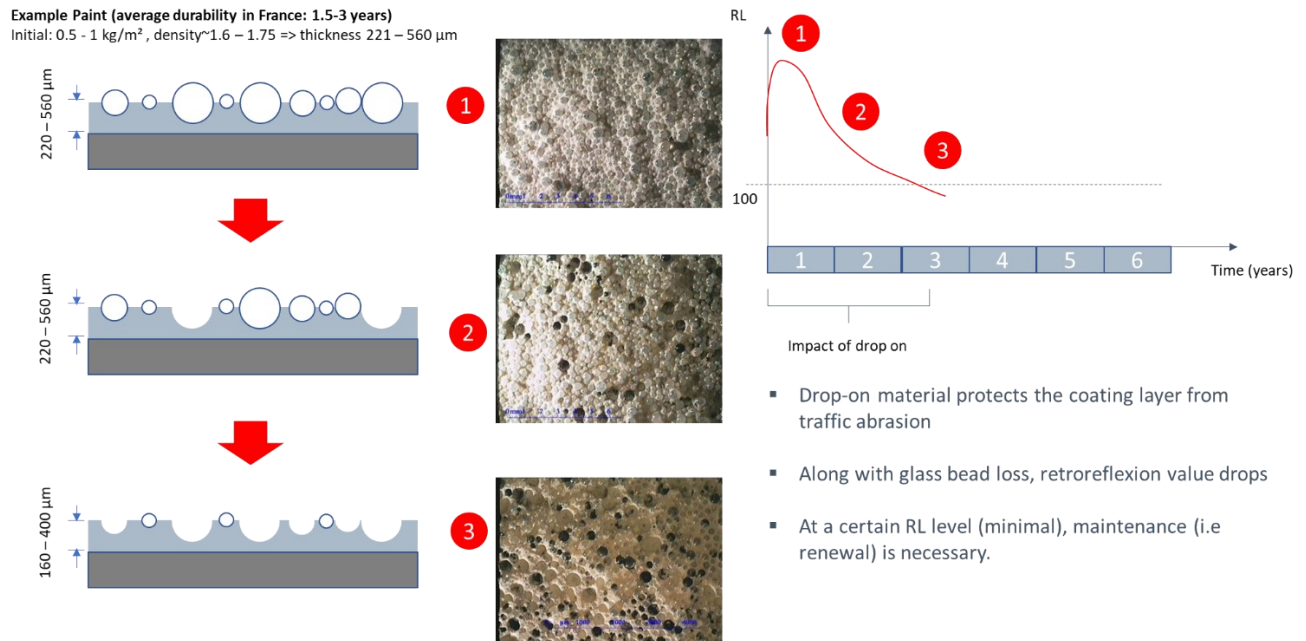 Example Paint (average durability in France: 1.5-3 years)
Initial: 0.5 - 1 kg/m² , density~1.6 – 1.75 => thickness 221 – 560 µm
220 – 560 µm
1
220 – 560 µm
2
160 – 400 µm
3
RL
1
2
3
100
1 2 3 4 5 6
Time (years)
Impact of drop on
▪ Drop-on material protects the coating layer from
traffic abrasion
▪ Along with glass bead loss, retroreflexion value drops
▪ At a certain RL level (minimal), maintenance (i.e
renewal) is necessary.